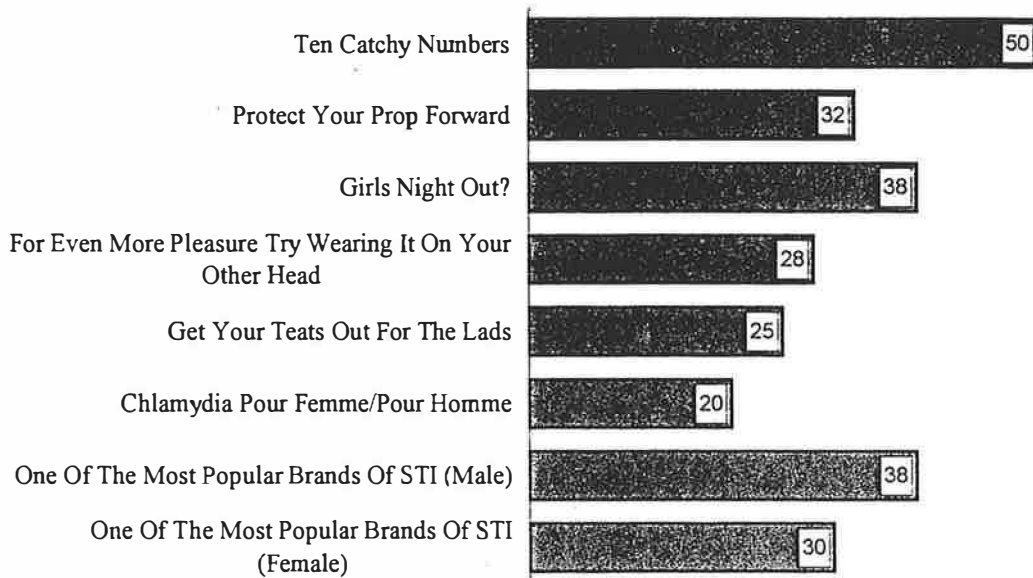 Ten Catchy Numbers
50
Protect Your Prop Forward
32
Girls Night Out?
38
For Even More Pleasure Try Wearing It On Your
Other Head
28
Get Your Teats Out For The Lads
25
Chlamydia Pour Femme/Pour Homme
20
One Of The Most Popular Brands Of STI (Male)
38
One Of The Most Popular Brands Of STI
(Female)
30